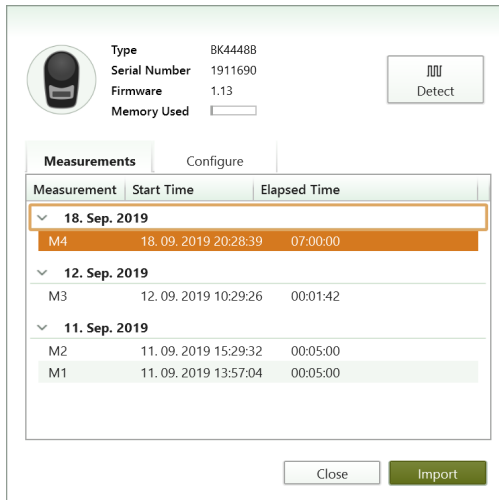 Type BK4448B
Serial Number 1911690
Firmware 1.13
Memory Used
Detect
Measurements Configure
Measurement Start Time Elapsed Time
18. Sep. 2019
M4 18. 09. 2019 20:28:39 07:00:00
12. Sep. 2019
M3 12. 09. 2019 10:29:26 00:01:42
11. Sep. 2019
M2 11. 09. 2019 15:29:32 00:05:00
M1 11. 09. 2019 13:57:04 00:05:00
Close Import